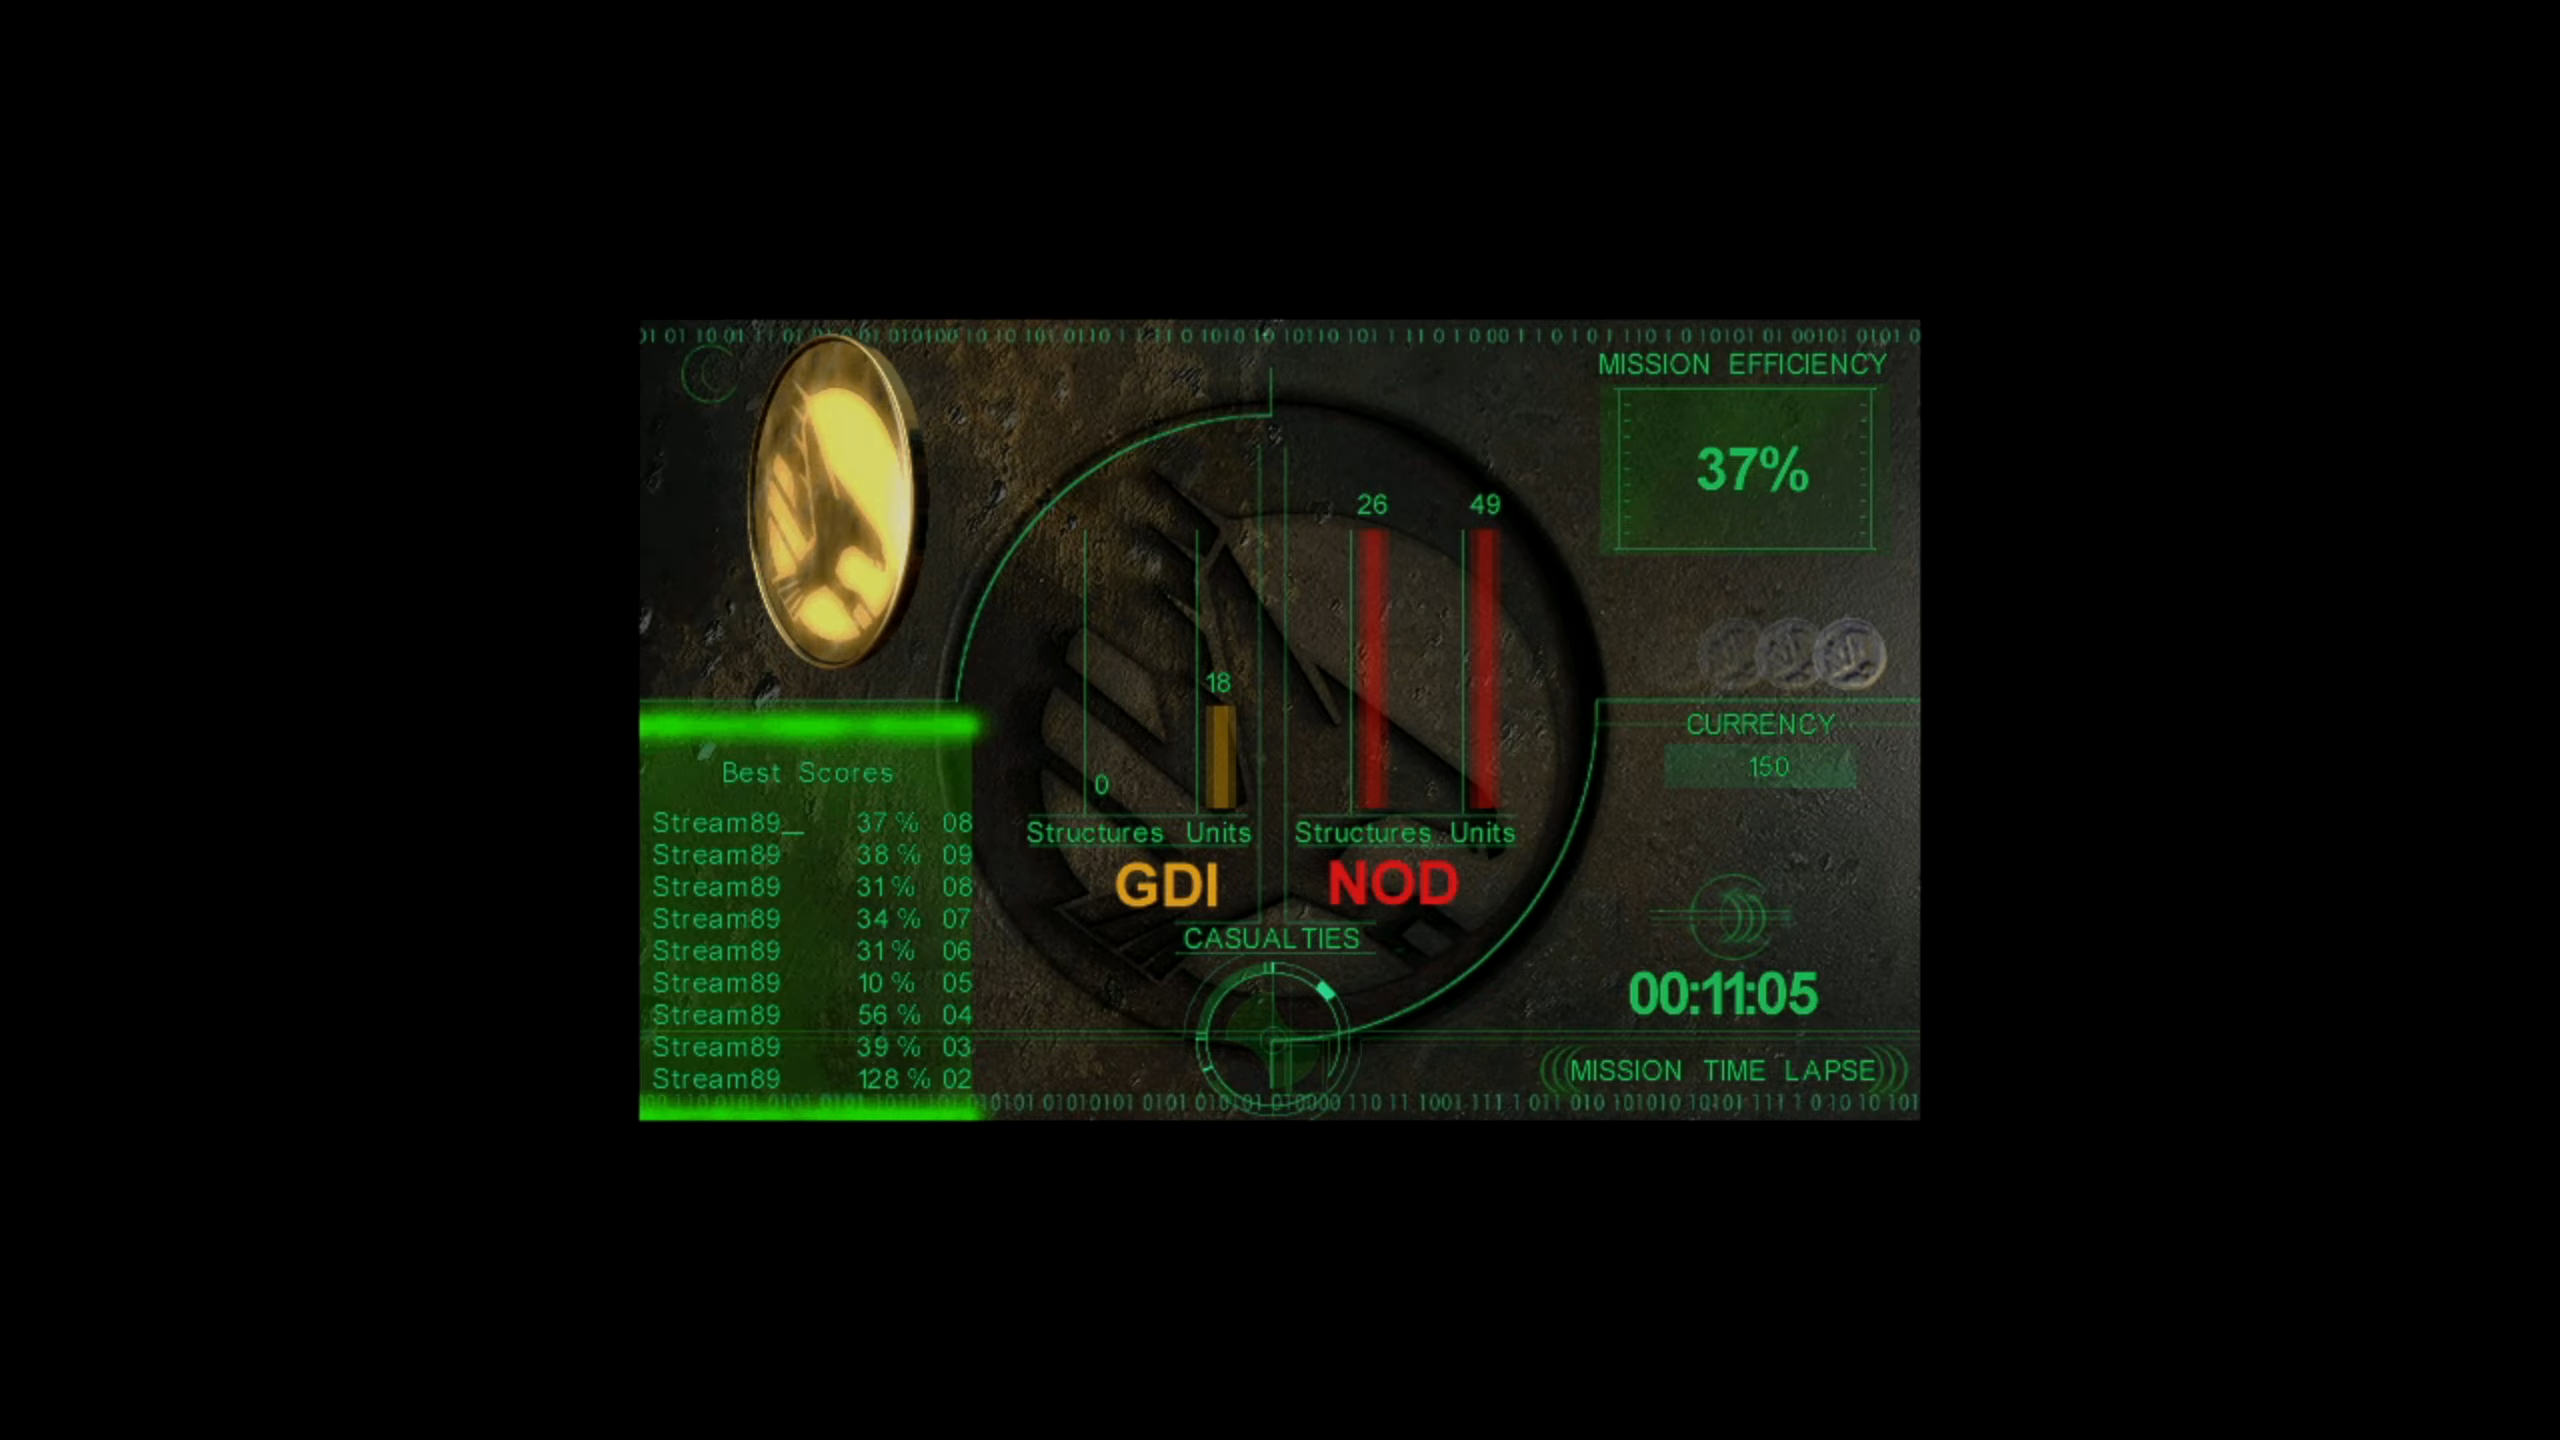 MISSION EFFICIENCY
37%
26 49
18
0
Structures Units Structures Units
GDI NOD
CASUALTIES
CURRENCY
150
00:11:05
MISSION TIME LAPSE
Best Scores
Stream89_ 37 % 08
Stream89 38 % 09
Stream89 31 % 08
Stream89 34 % 07
Stream89 31 % 06
Stream89 10 % 05
Stream89 56 % 04
Stream89 39 % 03
Stream89 128 % 02